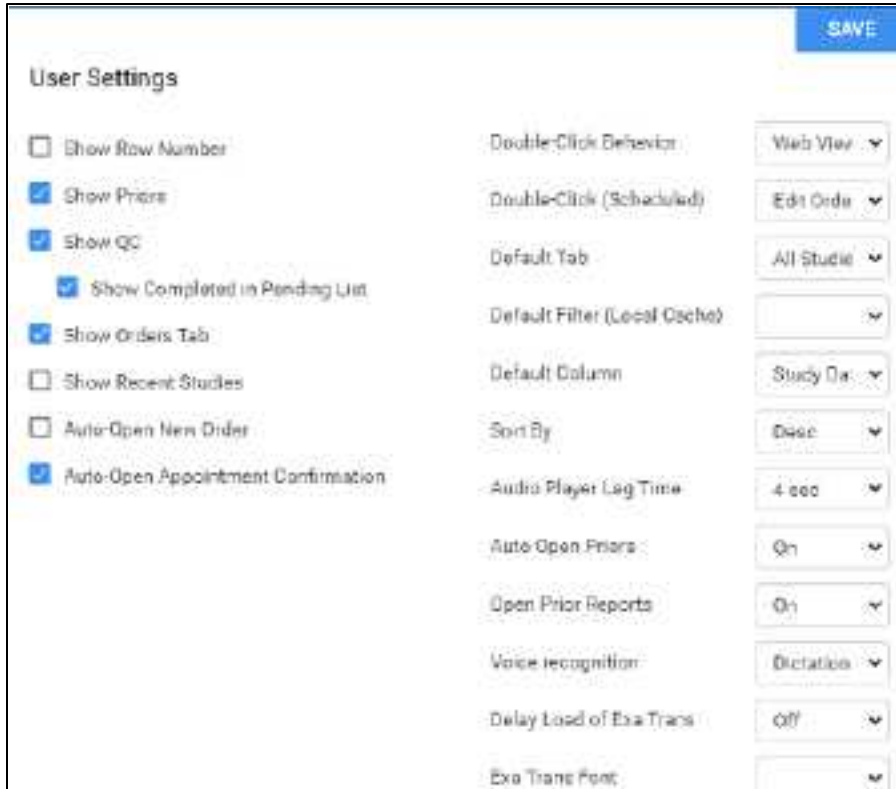 SAVE
User Settings
Show Row Number
Show Priors
Show QC
Show Completed in Pending List
Show Orders Tab
Show Recent Studies
Auto-Open New Order
Auto-Open Appointment Confirmation
Double-Click Behavior
Web View
Double-Click (Scheduled)
Edit Orde
Default Tab
All Studie
Default Filter (Local Cache)
Default Column
Study Da
Sort By
Desc
Audio Player Lag Time
4 sec
Auto Open Priors
On
Open Prior Reports
On
Voice recognition
Dictation
Delay Load of Exa Trans
Off
Exa Trans Font